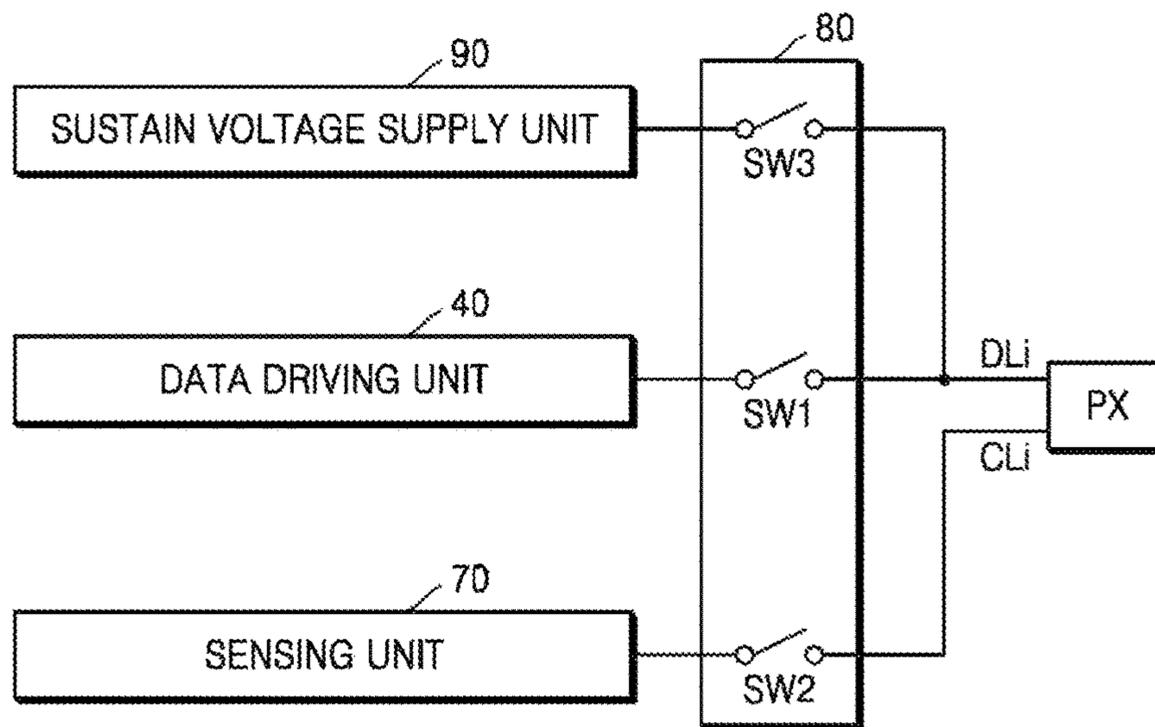 80
90
SUSTAIN VOLTAGE SUPPLY UNIT
SW3
40
DATA DRIVING UNIT
SW1
DLi
PX
CLi
70
SENSING UNIT
SW2